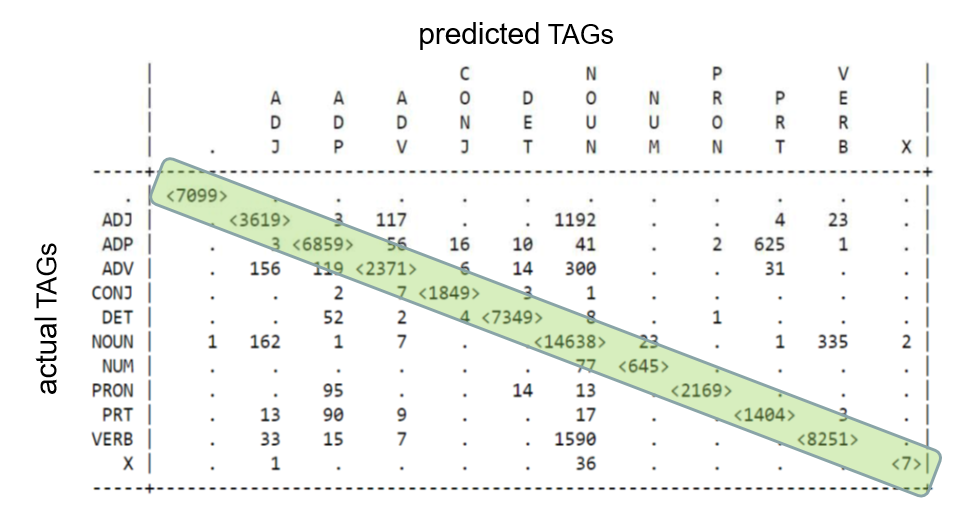 predicted TAGs
| C N P V |
| A A A O D O N R P E |
| D D D N E U U O R R |
| . J P V J T N M N T B X |
-----+-----------------------------------------------------------------------+
. | <7099> . . . . . . . . . . . |
ADJ | . <3619> 3 117 . . 1192 . . 4 23 . |
ADP | . 3 <6859> 56 16 10 41 . 2 625 1 . |
ADV | . 156 119 <2371> 6 14 300 . . 31 . . |
CONJ | . . 2 7 <1849> 3 1 . . . . . |
DET | . . 52 2 4 <7349> 8 . 1 . . . |
NOUN | 1 162 1 7 . . <14638> 23 . 1 335 2 |
NUM | . . . . . . 77 <645> . . . . |
PRON | . . 95 . . 14 13 . <2169> . . . |
PRT | . 13 90 9 . . 17 . . <1404> 3 . |
VERB | . 33 15 7 . . 1590 . . . <8251> . |
X | . 1 . . . . 36 . . . . <7> |
-----+-----------------------------------------------------------------------+
actual TAGs